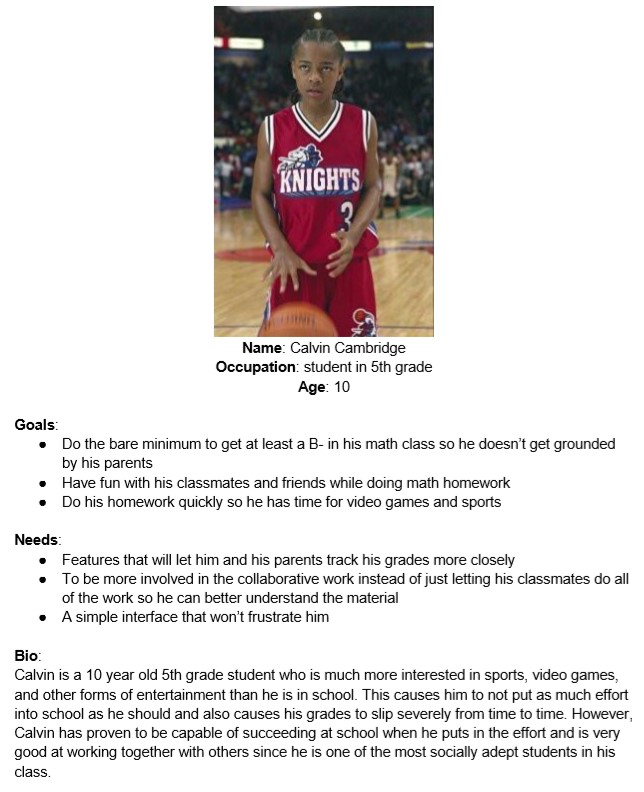 KNIGHTS
3
Name: Calvin Cambridge
Occupation: student in 5th grade
Age: 10
Goals:
● Do the bare minimum to get at least a B- in his math class so he doesn’t get grounded
by his parents
● Have fun with his classmates and friends while doing math homework
● Do his homework quickly so he has time for video games and sports
Needs:
● Features that will let him and his parents track his grades more closely
● To be more involved in the collaborative work instead of just letting his classmates do all
of the work so he can better understand the material
● A simple interface that won’t frustrate him
Bio:
Calvin is a 10 year old 5th grade student who is much more interested in sports, video games,
and other forms of entertainment than he is in school. This causes him to not put as much effort
into school as he should and also causes his grades to slip severely from time to time. However,
Calvin has proven to be capable of succeeding at school when he puts in the effort and is very
good at working together with others since he is one of the most socially adept students in his
class.